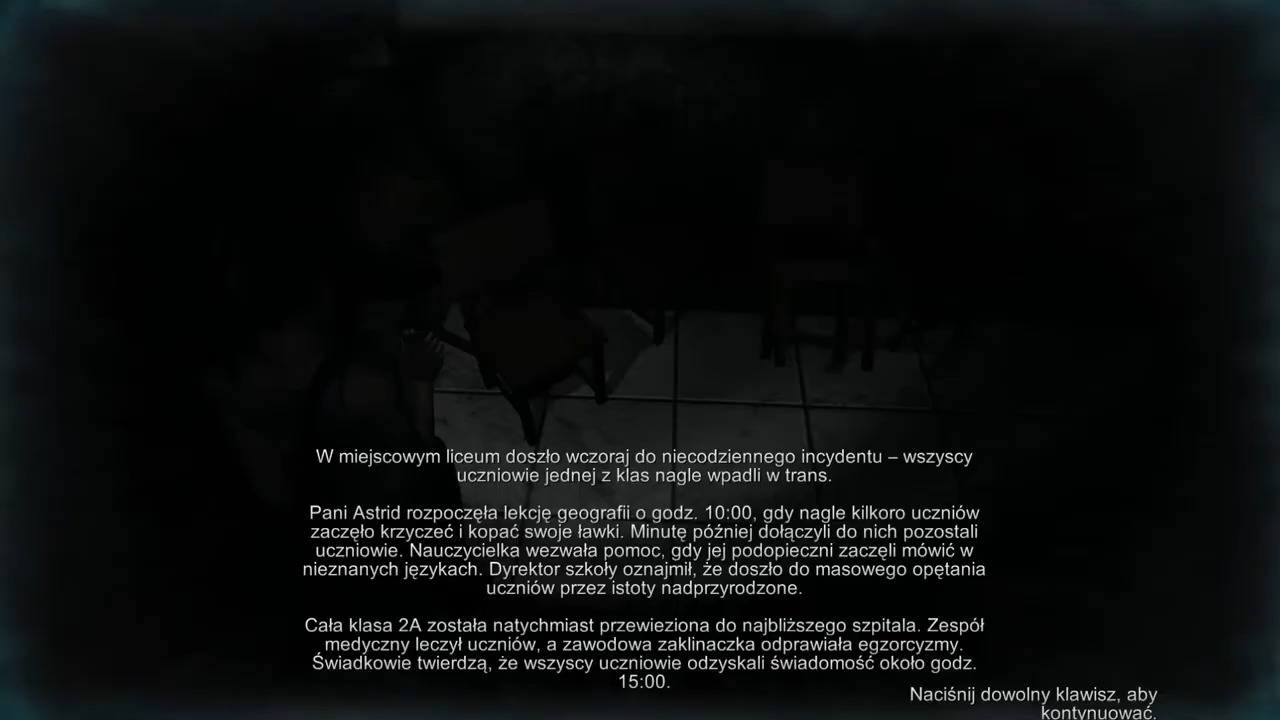 W miejscowym liceum doszło wczoraj do niecodziennego incydentu – wszyscy
uczniowie jednej z klas nagle wpadli w trans.
Pani Astrid rozpoczęła lekcję geografii o godz. 10:00, gdy nagle kilkoro uczniów
zaczęło krzyczeć i kopać swoje ławki. Minutę później dołączyli do nich pozostali
uczniowie. Nauczycielka wezwała pomoc, gdy jej podopieczni zaczęli mówić w
nieznanych językach. Dyrektor szkoły oznajmił, że doszło do masowego opętania
uczniów przez istoty nadprzyrodzone.
Cała klasa 2A została natychmiast przewieziona do najbliższego szpitala. Zespół
medyczny leczył uczniów, a zawodowa zaklinaczka odprawiała egzorcyzmy.
Świadkowie twierdzą, że wszyscy uczniowie odzyskali świadomość około godz.
15:00.
Naciśnij dowolny klawisz, aby
kontynuować.